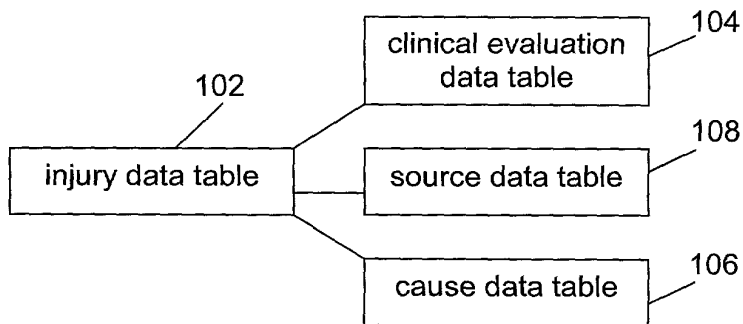 104
clinical evaluation
data table
102
108
injury data table
source data table
106
cause data table